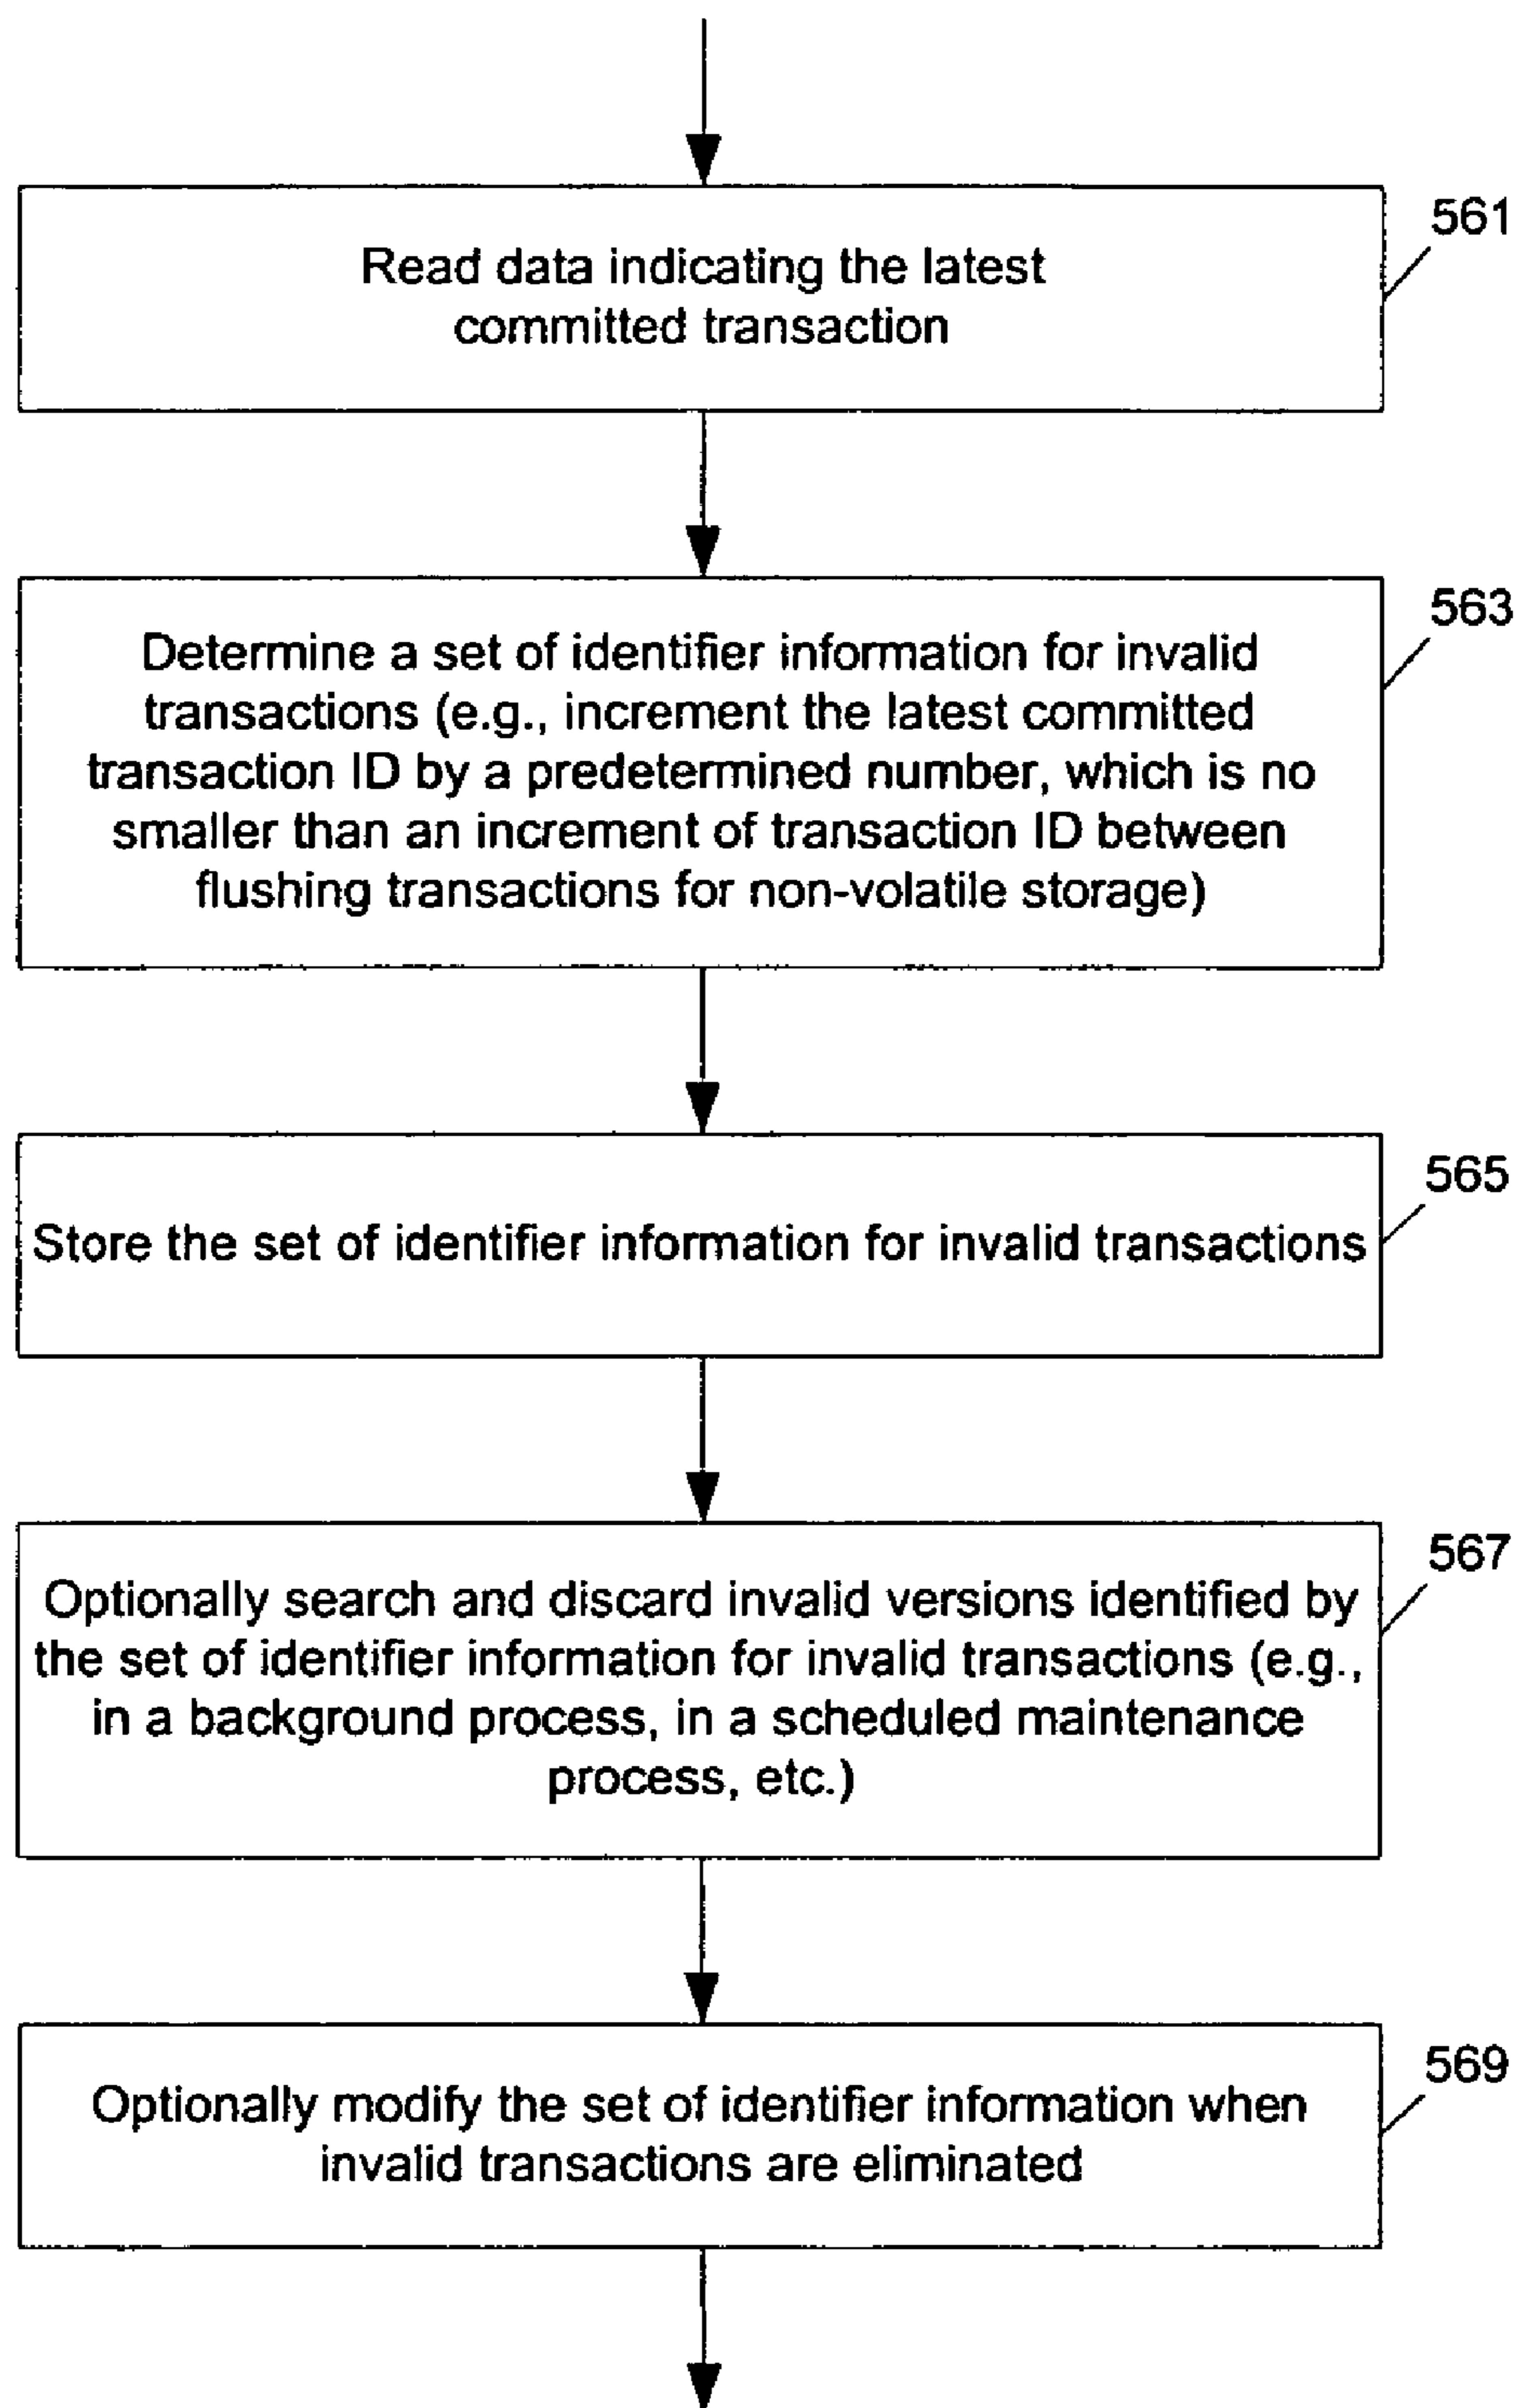 561
Read data indicating the latest
committed transaction
563
Determine a set of identifier information for invalid
transactions (e.g., increment the latest committed
transaction ID by a predetermined number, which is no
smaller than an increment of transaction ID between
flushing transactions for non-volatile storage)
565
Store the set of identifier information for invalid transactions
567
Optionally search and discard invalid versions identified by
the set of identifier information for invalid transactions (e.g.,
in a background process, in a scheduled maintenance
process, etc.)
569
Optionally modify the set of identifier information when
invalid transactions are eliminated